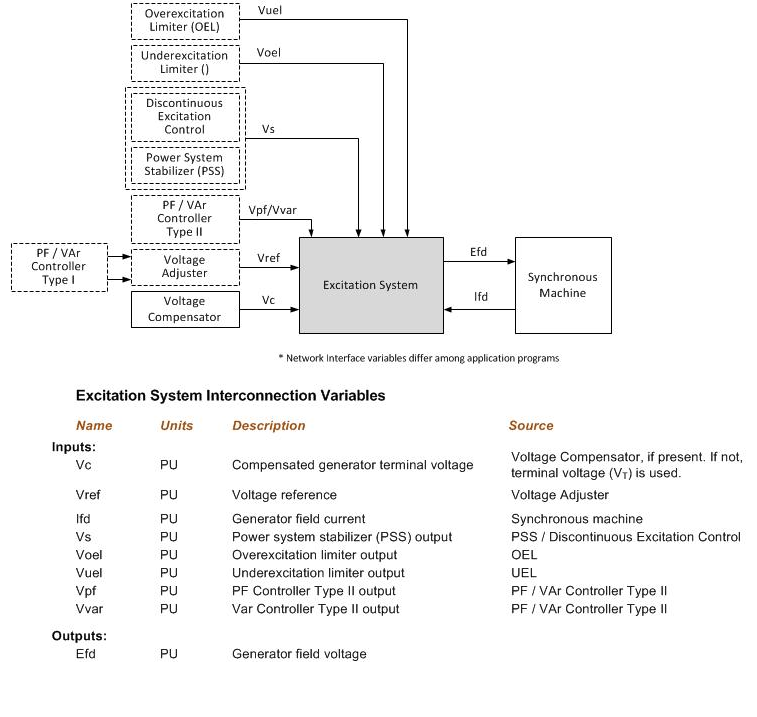 Overexcitation
Limiter (OEL)
Vuel
Underexcitation
Limiter ()
Voel
Discontinuous
Excitation
Control
Vs
Power System
Stabilizer (PSS)
PF / VAr
Controller
Type II
Vpf/Vvar
PF / VAr
Controller
Type I
Voltage
Adjuster
Vref
Voltage
Compensator
Vc
Excitation System
Efd
Ifd
Synchronous
Machine
* Network Interface variables differ among application programs
Excitation System Interconnection Variables
Name Units Description Source
Inputs:
Vc PU Compensated generator terminal voltage Voltage Compensator, if present. If not,
terminal voltage (VT) is used.
Vref PU Voltage reference Voltage Adjuster
Ifd PU Generator field current Synchronous machine
Vs PU Power system stabilizer (PSS) output PSS / Discontinuous Excitation Control
Voel PU Overexcitation limiter output OEL
Vuel PU Underexcitation limiter output UEL
Vpf PU PF Controller Type II output PF / VAr Controller Type II
Vvar PU Var Controller Type II output PF / VAr Controller Type II
Outputs:
Efd PU Generator field voltage